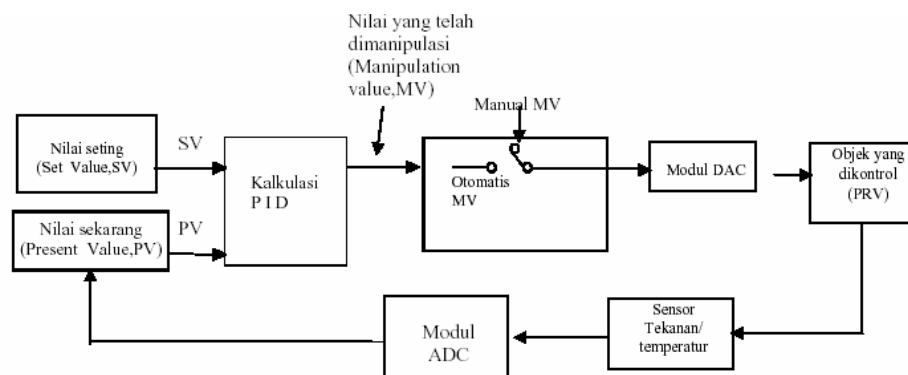 Nilai yang telah
dimanipulasi
(Manipulation
value,MV)
Manual MV
Nilai seting
(Set Value,SV)
SV
Kalkulasi
P I D
Otomatis
MV
Modul DAC
Objek yang
dikontrol
(PRV)
Nilai sekarang
(Present Value,PV)
PV
Modul
ADC
Sensor
Tekanan/
temperatur